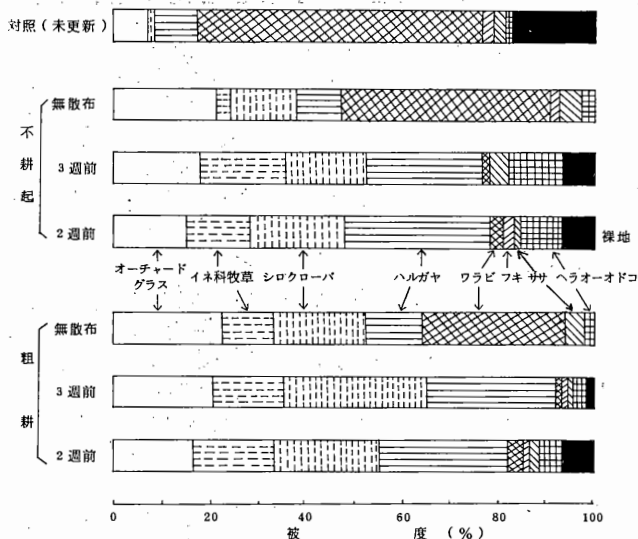 対照(未更新)
不耕起
無散布
3週前
2週前
裸地
オーチャードグラス
イネ科牧草
シロクローバ
ハルガヤ
ワラビ
フキ
ササ
ヘラオーオドコ
粗耕
無散布
3週前
2週前
0 20 40 60 80 100
被度(%)